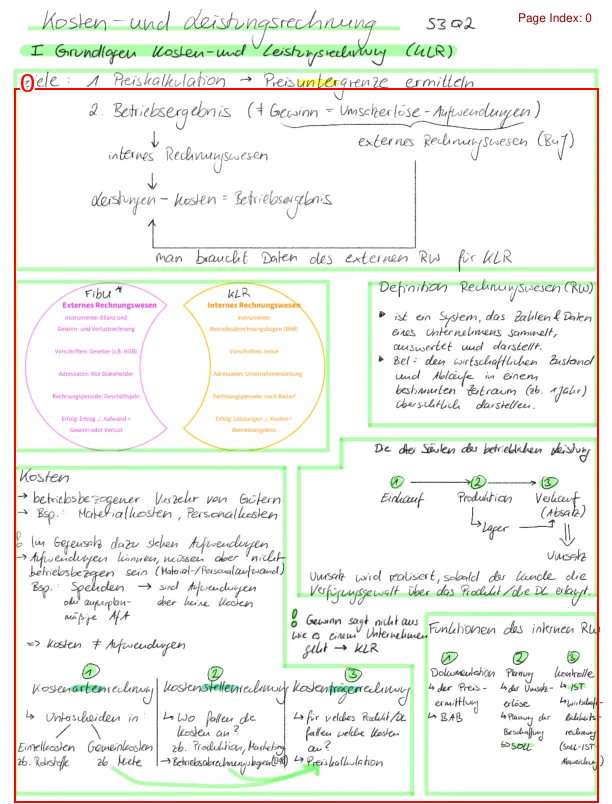 Kosten- und Leistungsrechnung S3 Q2
Page Index: 0
I Grundlagen Kosten- und Leistungsrechnung (KLR)
Ziele: 1. Preiskalkulation → Preisuntergrenze ermitteln
0
2. Betriebsergebnis (≠ Gewinn = Umsatzerlöse - Aufwendungen)
internes Rechnungswesen
externes Rechnungswesen (Buf)
Leistungen - Kosten = Betriebsergebnis
man braucht Daten des externen RW für KLR
Fibu *
Externes Rechnungswesen
Instrumente: Bilanz und
Gewinn- und Verlustrechnung
Vorschriften: Gesetze (z.B. HGB)
Adressaten: Alle Stakeholder
Rechnungsperiode: Geschäftsjahr
Erfolg: Ertrag ./. Aufwand =
Gewinn oder Verlust
KLR
Internes Rechnungswesen
Instrumente:
Betriebsabrechnungsbogen (BAB)
Vorschriften: keine
Adressaten: Unternehmensleitung
Rechnungsperiode: nach Bedarf
Erfolg: Leistungen ./. Kosten =
Betriebsergebnis
Definition Rechnungswesen (RW)
▸ ist ein System, das Zahlen & Daten
eines Unternehmens sammelt,
auswertet und darstellt.
▸ Ziel: den wirtschaftlichen Zustand
und Abläufe in einem
bestimmten Zeitraum (zb. 1 Jahr)
übersichtlich darstellen.
Die drei Säulen der betrieblichen Leistung
1 → 2 → 3
Einkauf Produktion Verkauf
(Absatz)
↳ Lager →
Umsatz
Umsatz wird realisiert, sobald der Kunde die
Verfügungsgewalt über das Produkt/die DL erlangt.
Kosten
→ betriebsbezogener Verzehr von Gütern
→ Bsp.: Materialkosten, Personalkosten
! Im Gegensatz dazu stehen Aufwendungen
→ Aufwendungen können, müssen aber nicht
betriebsbezogen sein (Material-/Personalaufwand)
Bsp.: Spenden → sind Aufwendungen
oder außerplan- aber keine Kosten
mäßige AfA
=> Kosten ≠ Aufwendungen
! Gewinn sagt nicht aus
wie es einem Unternehmen
geht → KLR
1 2 3
Kostenartenrechnung Kostenstellenrechnung Kostenträgerrechnung
↳ Unterscheiden in:
Einzelkosten Gemeinkosten
zb. Rohstoffe zb. Miete
↳ Wo fallen die
Kosten an?
zb. Produktion, Marketing
→ Betriebsabrechnungsbogen (BAB)
↳ für welches Produkt/DL
fallen welche Kosten
an?
↳ Preiskalkulation
Funktionen des internen RW
1 2 3
Dokumentation Planung Kontrolle
↳ der Preis-
ermittlung
↳ BAB
↳ der Umsatz-
erlöse
↳ Planung der
Beschaffung
↳ SOLL
↳ IST
↳ Wirtschaft-
lichkeits-
rechnung
(SOLL-IST-
Abweichung)